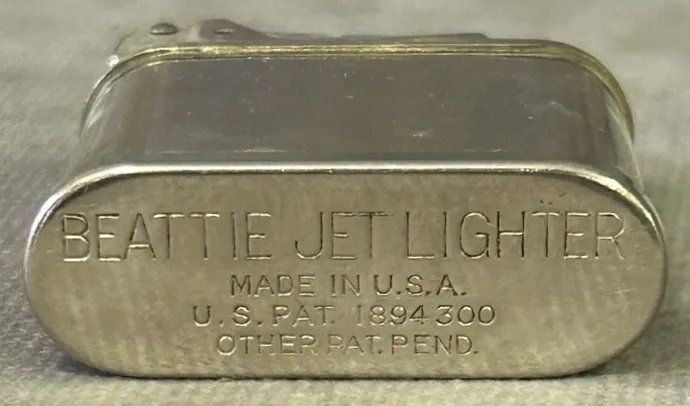 BEATTIE JET LIGHTER
MADE IN U.S.A.
U.S. PAT. 1894300
OTHER PAT. PEND.